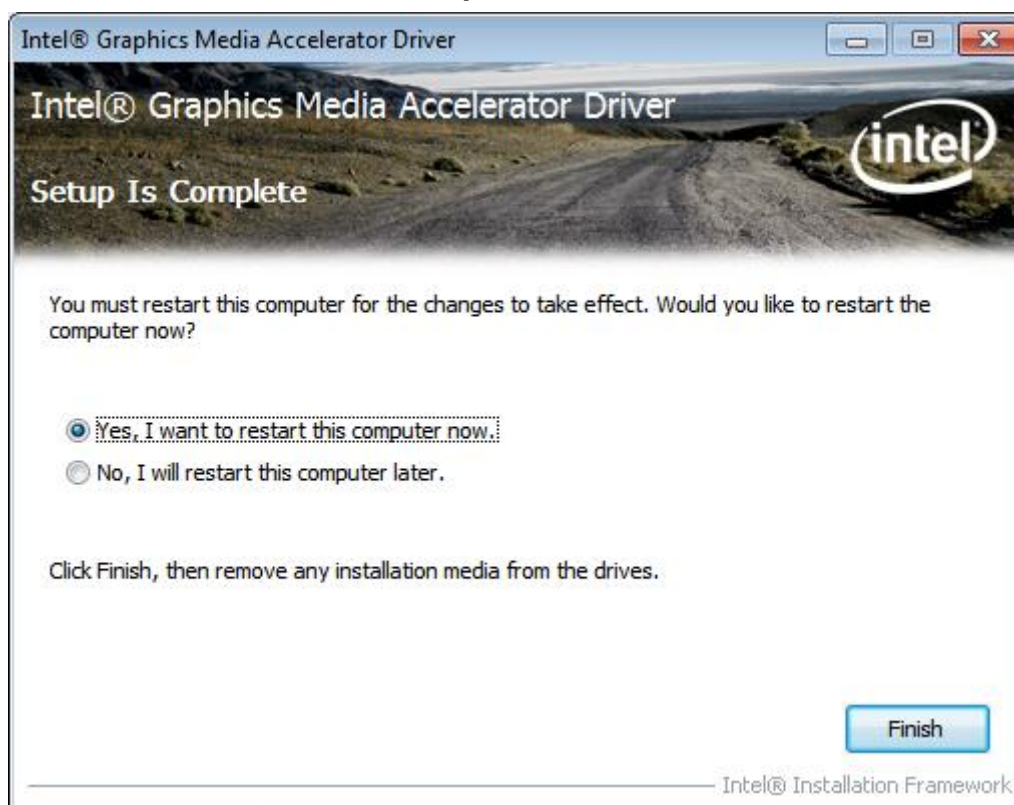 Intel® Graphics Media Accelerator Driver
Intel® Graphics Media Accelerator Driver
intel
Setup Is Complete
You must restart this computer for the changes to take effect. Would you like to restart the
computer now?
Yes, I want to restart this computer now.
No, I will restart this computer later.
Click Finish, then remove any installation media from the drives.
Finish
Intel® Installation Framework